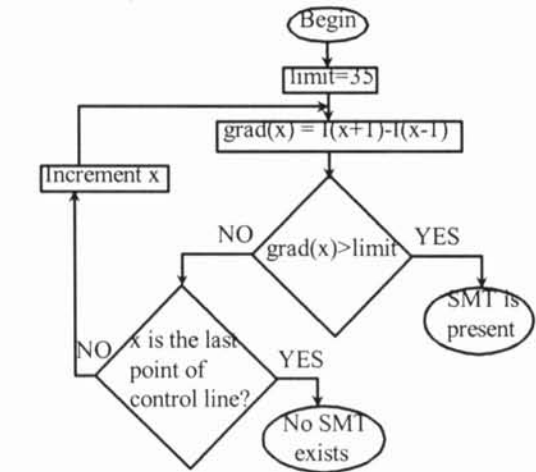 Begin
limit=35
grad(x) = I(x+1)-I(x-1)
Increment x
NO
grad(x)>limit
YES
SMT is
present
NO
x is the last
point of
control line?
YES
No SMT
exists